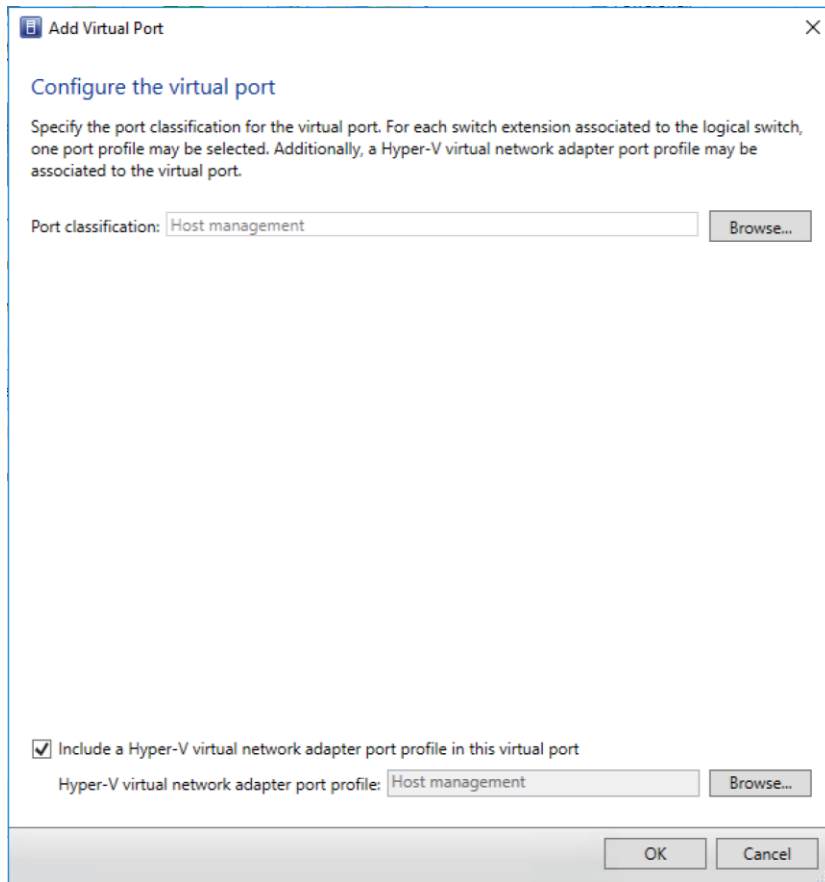 Add Virtual Port
Configure the virtual port
Specify the port classification for the virtual port. For each switch extension associated to the logical switch,
one port profile may be selected. Additionally, a Hyper-V virtual network adapter port profile may be
associated to the virtual port.
Port classification: Host management Browse...
Include a Hyper-V virtual network adapter port profile in this virtual port
Hyper-V virtual network adapter port profile: Host management Browse...
OK Cancel